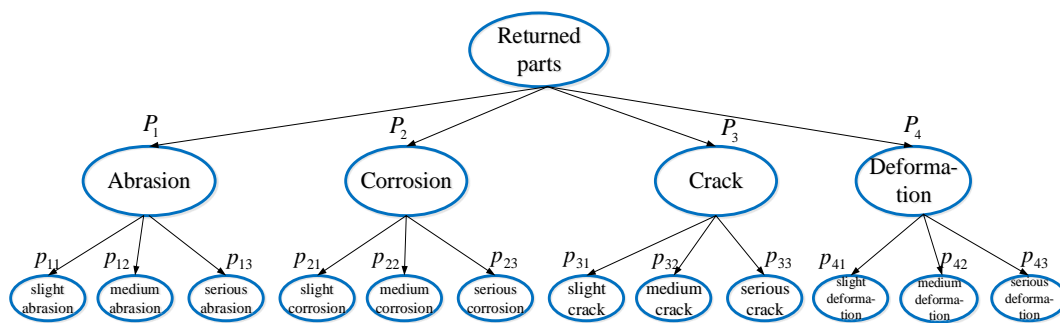 Returned
parts
P₁
P₂
P₃
P₄
Abrasion
Corrosion
Crack
Deforma-
tion
p₁₁
p₁₂
p₁₃
p₂₁
p₂₂
p₂₃
p₃₁
p₃₂
p₃₃
p₄₁
p₄₂
p₄₃
slight
abrasion
medium
abrasion
serious
abrasion
slight
corrosion
medium
corrosion
serious
corrosion
slight
crack
medium
crack
serious
crack
slight
deforma-
tion
medium
deforma-
tion
serious
deforma-
tion